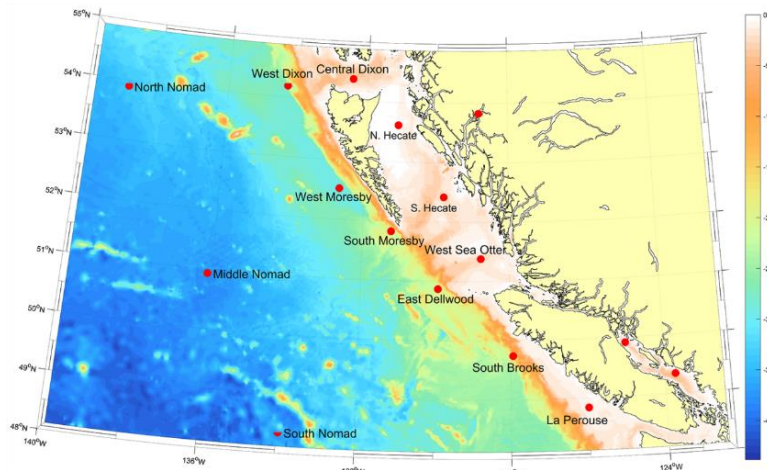 55°N
54°N
53°N
52°N
51°N
50°N
49°N
48°N
140°W
136°W
124°W
0
North Nomad
West Dixon
Central Dixon
N. Hecate
West Moresby
S. Hecate
South Moresby
West Sea Otter
Middle Nomad
East Dellwood
South Brooks
La Perouse
South Nomad